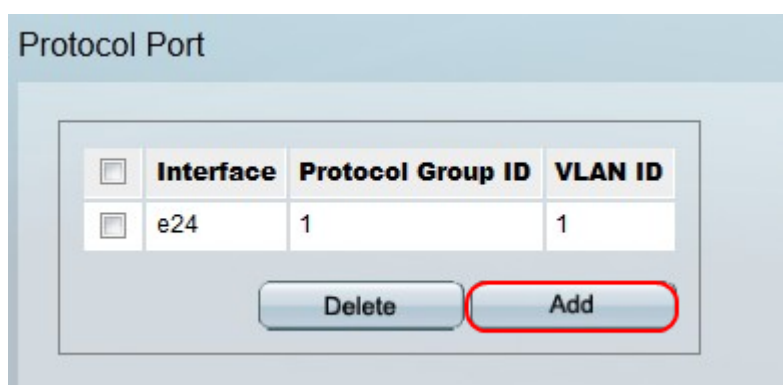 Protocol Port
Interface Protocol Group ID VLAN ID
e24 1 1
Delete Add